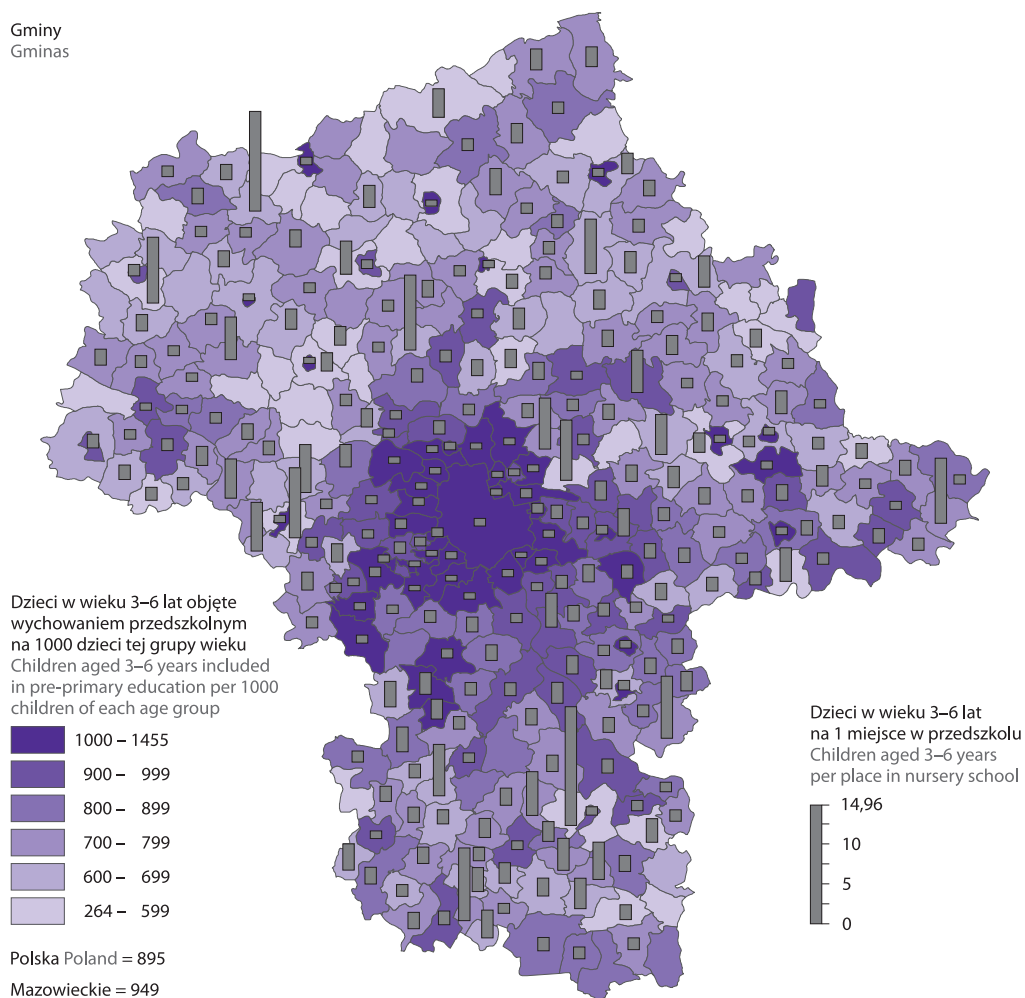 Gminy
Gminas
Dzieci w wieku 3–6 lat objęte
wychowaniem przedszkolnym
na 1000 dzieci tej grupy wieku
Children aged 3–6 years included
in pre-primary education per 1000
children of each age group
1000 – 1455
900 – 999
800 – 899
700 – 799
600 – 699
264 – 599
Polska Poland = 895
Mazowieckie = 949
Dzieci w wieku 3–6 lat
na 1 miejsce w przedszkolu
Children aged 3–6 years
per place in nursery school
14,96
10
5
0